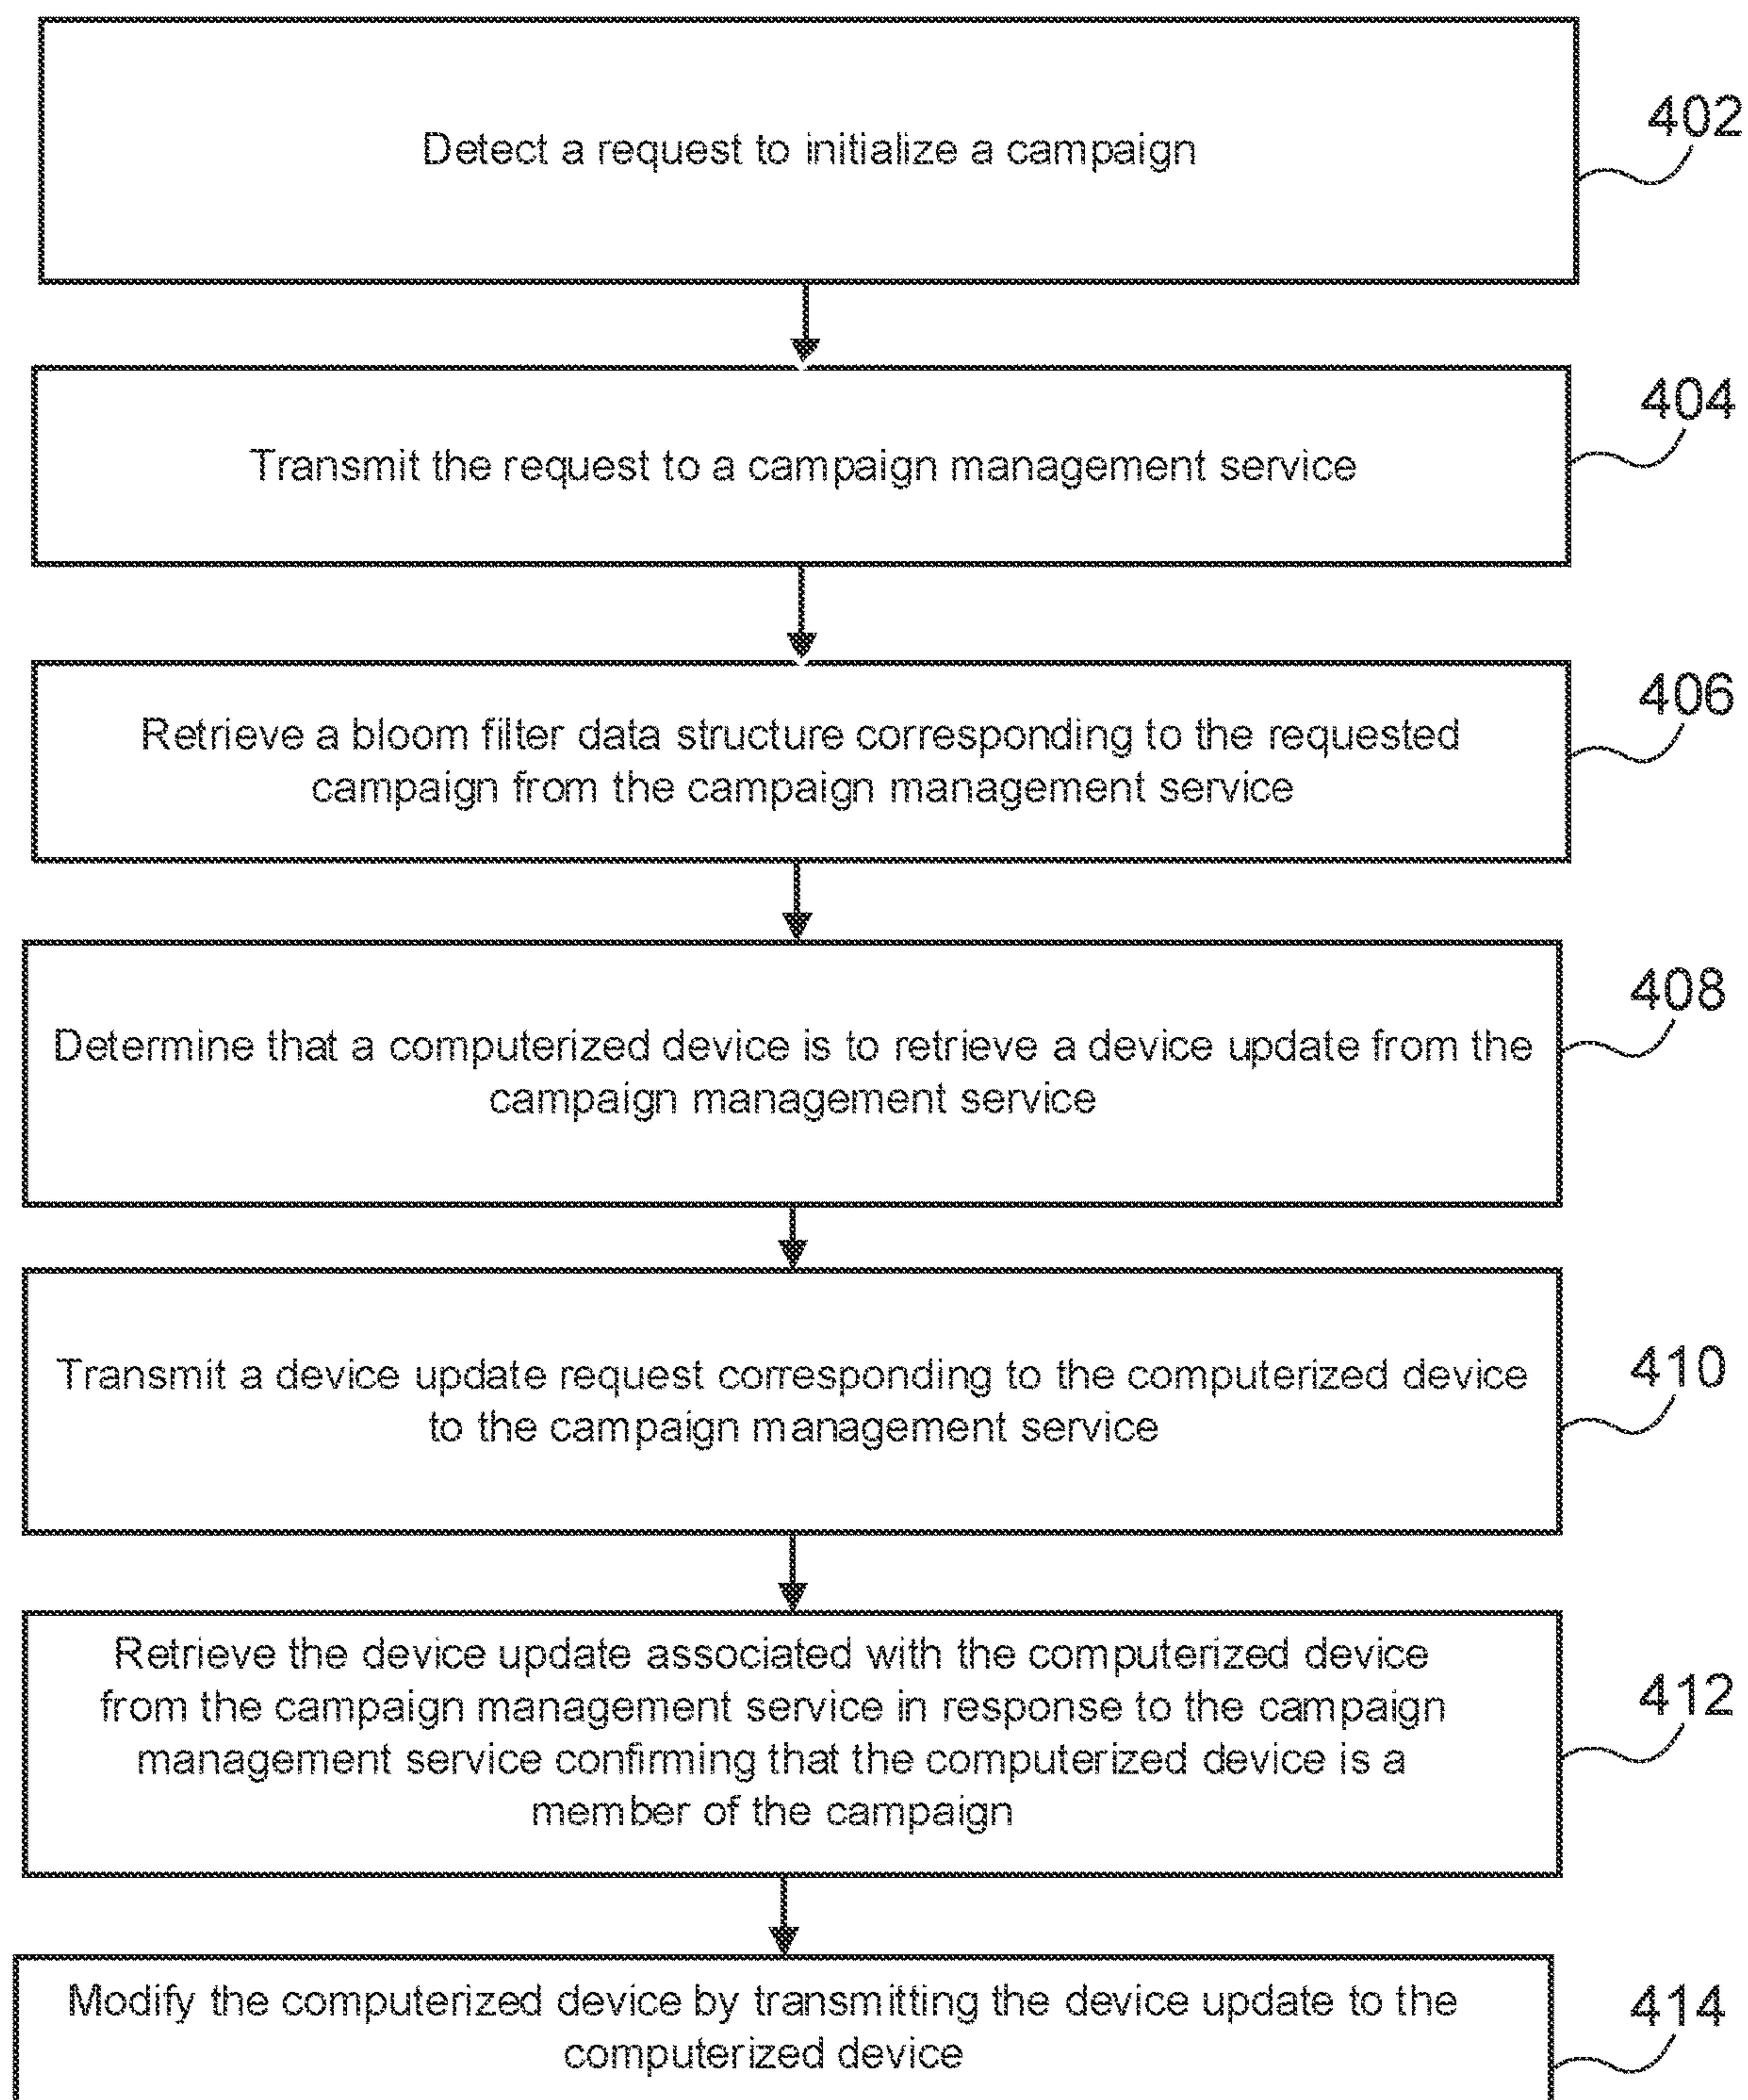 Detect a request to initialize a campaign
402
Transmit the request to a campaign management service
404
Retrieve a bloom filter data structure corresponding to the requested
campaign from the campaign management service
406
Determine that a computerized device is to retrieve a device update from the
campaign management service
408
Transmit a device update request corresponding to the computerized device
to the campaign management service
410
Retrieve the device update associated with the computerized device
from the campaign management service in response to the campaign
management service confirming that the computerized device is a
member of the campaign
412
Modify the computerized device by transmitting the device update to the
computerized device
414